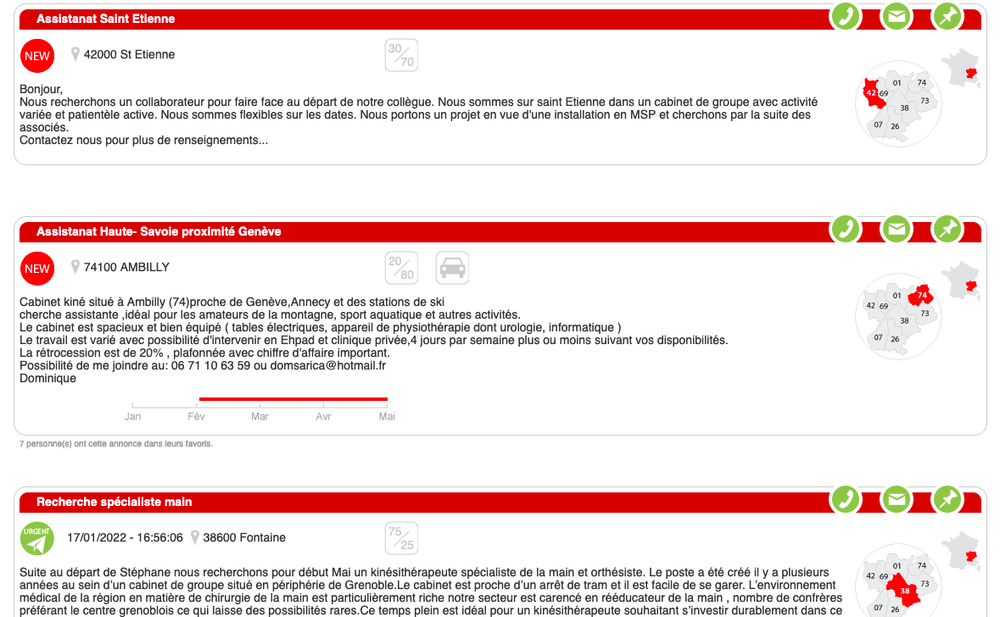 Assistanat Saint Etienne
NEW
42000 St Etienne
30/70
Bonjour,
Nous recherchons un collaborateur pour faire face au départ de notre collègue. Nous sommes sur saint Etienne dans un cabinet de groupe avec activité
variée et patientèle active. Nous sommes flexibles sur les dates. Nous portons un projet en vue d'une installation en MSP et cherchons par la suite des
associés.
Contactez nous pour plus de renseignements...
01 74
42 69
73
38
07 26
Assistanat Haute- Savoie proximité Genève
NEW
74100 AMBILLY
20/80
Cabinet kiné situé à Ambilly (74)proche de Genève,Annecy et des stations de ski
cherche assistante ,idéal pour les amateurs de la montagne, sport aquatique et autres activités.
Le cabinet est spacieux et bien équipé ( tables électriques, appareil de physiothérapie dont urologie, informatique )
Le travail est varié avec possibilité d'intervenir en Ehpad et clinique privée,4 jours par semaine plus ou moins suivant vos disponibilités.
La rétrocession est de 20% , plafonnée avec chiffre d'affaire important.
Possibilité de me joindre au: 06 71 10 63 59 ou domsarica@hotmail.fr
Dominique
01 74
42 69
73
38
07 26
Jan Fév Mar Avr Mai
7 personne(s) ont cette annonce dans leurs favoris.
Recherche spécialiste main
URGENT
17/01/2022 - 16:56:06 38600 Fontaine
75/25
Suite au départ de Stéphane nous recherchons pour début Mai un kinésithérapeute spécialiste de la main et orthésiste. Le poste a été créé il y a plusieurs
années au sein d'un cabinet de groupe situé en périphérie de Grenoble.Le cabinet est proche d'un arrêt de tram et il est facile de se garer. L'environnement
médical de la région en matière de chirurgie de la main est particulièrement riche notre secteur est carencé en rééducateur de la main , nombre de confrères
préférant le centre grenoblois ce qui laisse des possibilités rares.Ce temps plein est idéal pour un kinésithérapeute souhaitant s'investir durablement dans ce
01 74
42 69
73
38
07 26